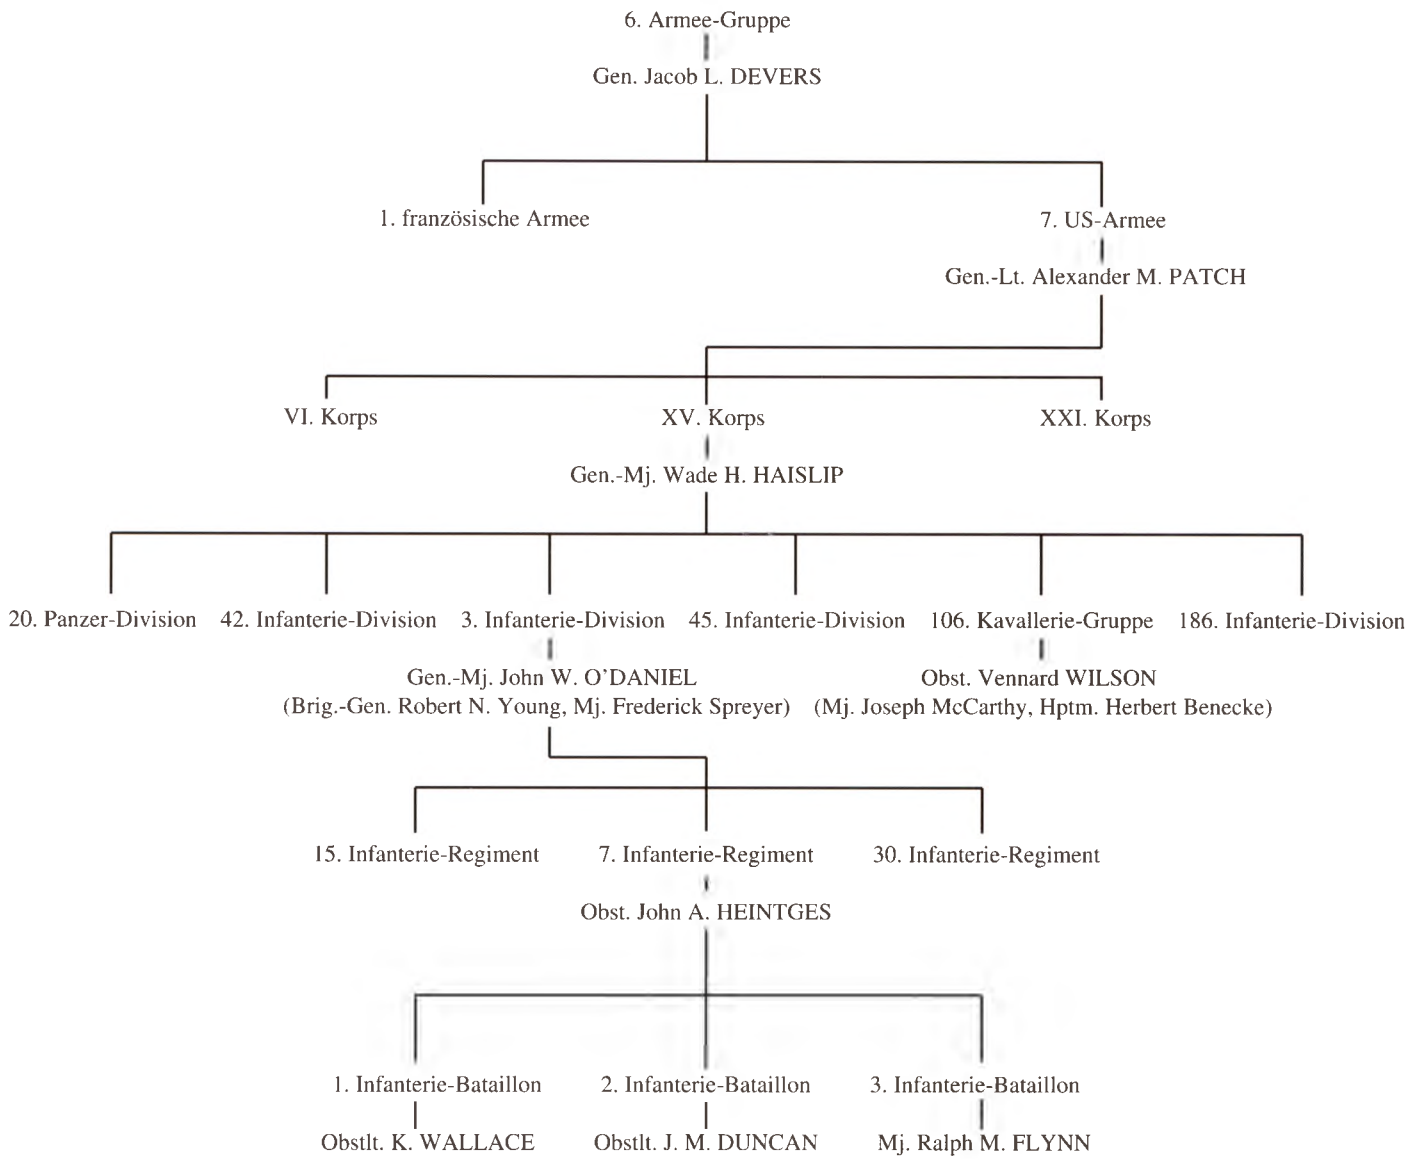 6. Armee-Gruppe
Gen. Jacob L. DEVERS
1. französische Armee
7. US-Armee
Gen.-Lt. Alexander M. PATCH
VI. Korps
XV. Korps
XXI. Korps
Gen.-Mj. Wade H. HAISLIP
20. Panzer-Division
42. Infanterie-Division
3. Infanterie-Division
45. Infanterie-Division
106. Kavallerie-Gruppe
186. Infanterie-Division
Gen.-Mj. John W. O’DANIEL
(Brig.-Gen. Robert N. Young, Mj. Frederick Spreyer)
Obst. Vennard WILSON
(Mj. Joseph McCarthy, Hptm. Herbert Benecke)
15. Infanterie-Regiment
7. Infanterie-Regiment
30. Infanterie-Regiment
Obst. John A. HEINTGES
1. Infanterie-Bataillon
2. Infanterie-Bataillon
3. Infanterie-Bataillon
Obstlt. K. WALLACE
Obstlt. J. M. DUNCAN
Mj. Ralph M. FLYNN